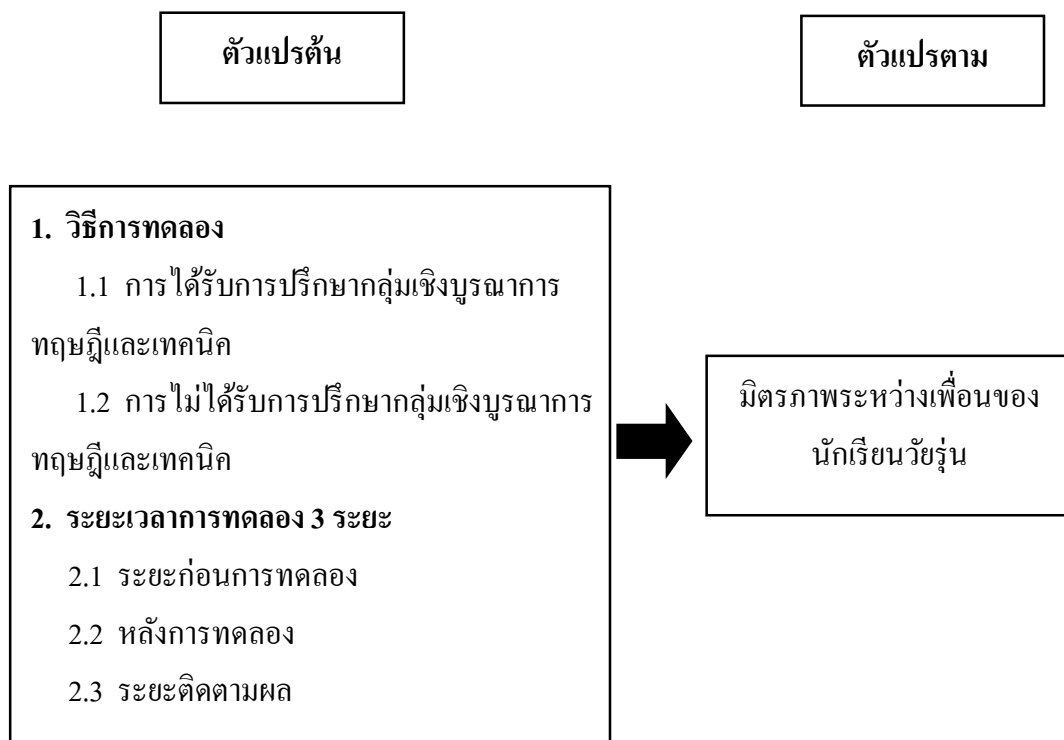 ตัวแปรต้น
ตัวแปรตาม
1. วิธีการทดลอง
1.1 การได้รับการปรึกษากลุ่มเชิงบูรณาการ
ทฤษฎีและเทคนิค
1.2 การไม่ได้รับการปรึกษากลุ่มเชิงบูรณาการ
ทฤษฎีและเทคนิค
2. ระยะเวลาการทดลอง 3 ระยะ
2.1 ระยะก่อนการทดลอง
2.2 หลังการทดลอง
2.3 ระยะติดตามผล
มิตรภาพระหว่างเพื่อนของ
นักเรียนวัยรุ่น